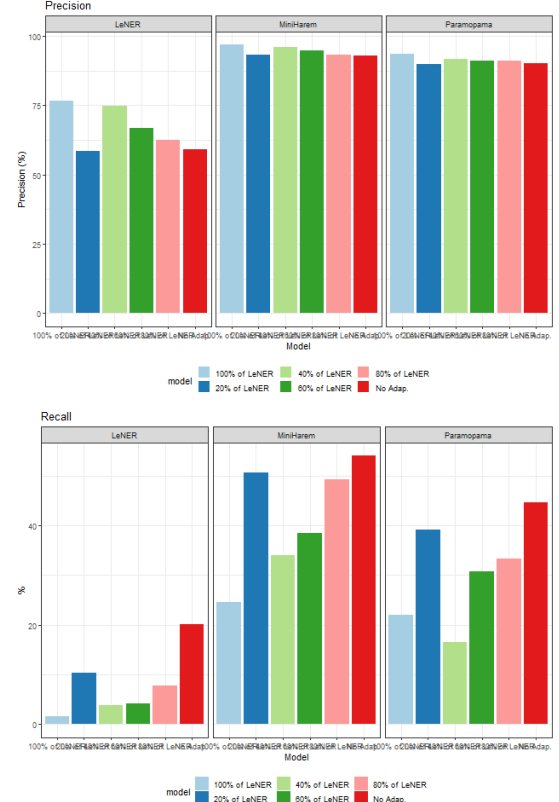 Precision
LeNER MiniHarem Paramopama
100
75
50
25
0
Precision (%)
Model
model 100% of LeNER 40% of LeNER 80% of LeNER
20% of LeNER 60% of LeNER No Adap.
Recall
LeNER MiniHarem Paramopama
40
20
0
%
Model
model 100% of LeNER 40% of LeNER 80% of LeNER
20% of LeNER 60% of LeNER No Adap.